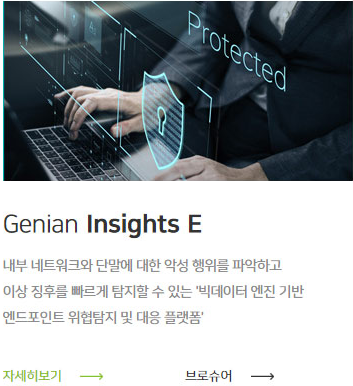 Protected
Genian Insights E
내부 네트워크와 단말에 대한 악성 행위를 파악하고
이상 징후를 빠르게 탐지할 수 있는 '빅데이터 엔진 기반
엔드포인트 위협탐지 및 대응 플랫폼'
자세히보기 브로슈어